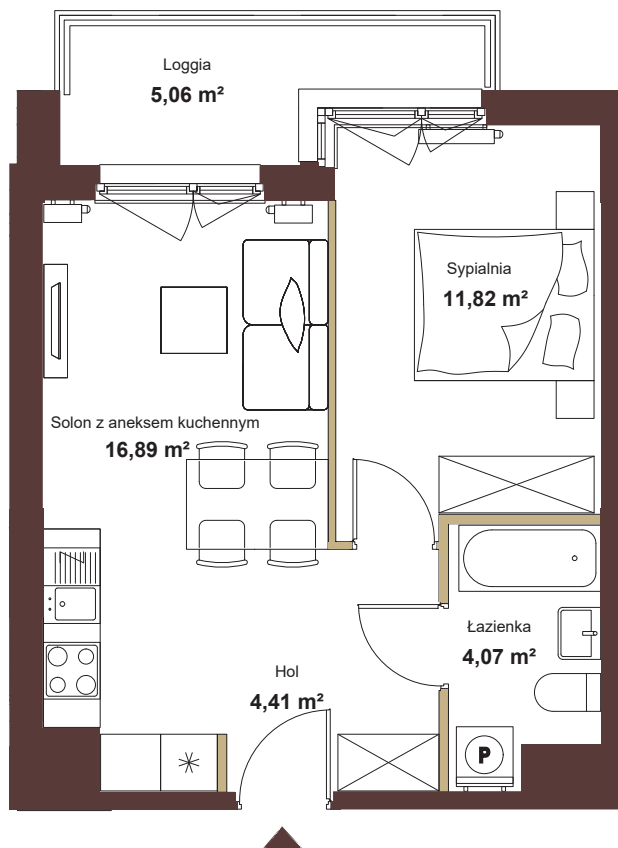 Loggia
5,06 m²
Sypialnia
11,82 m²
Solon z aneksem kuchennym
16,89 m²
Łazienka
4,07 m²
Hol
4,41 m²
P